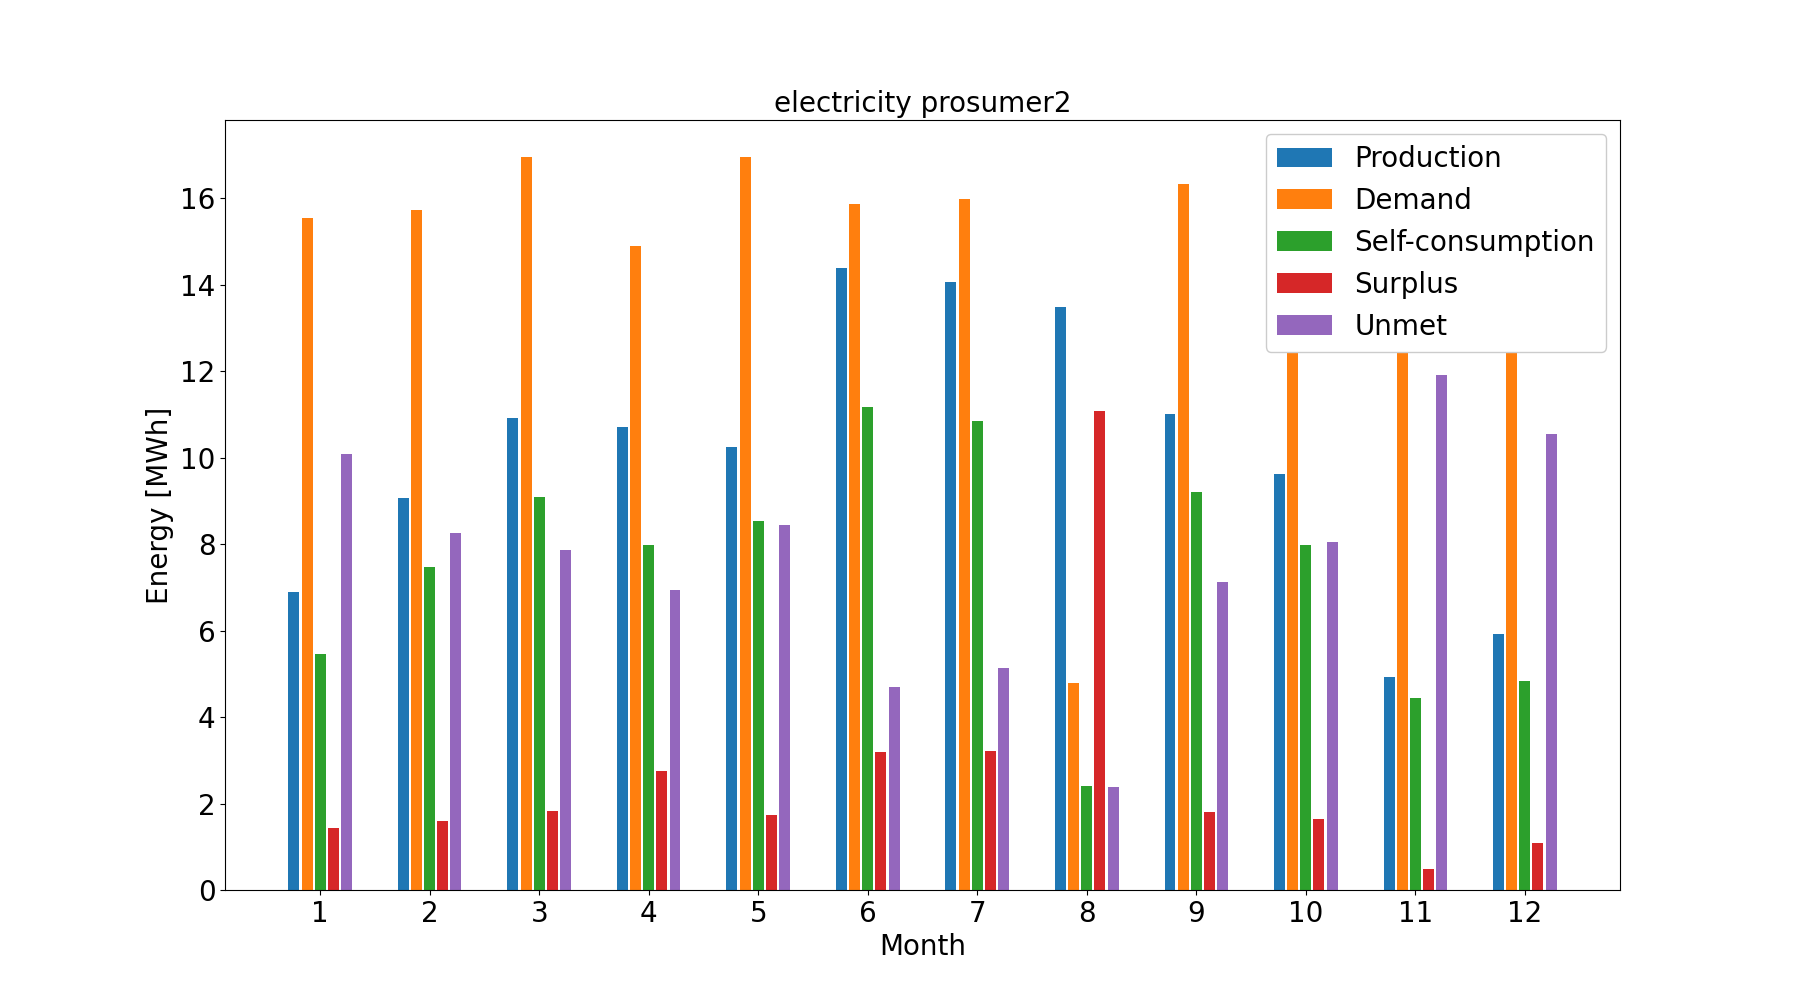 electricity prosumer2
Production
Demand
Self-consumption
Surplus
Unmet
16
14
12
10
8
6
4
2
0
Energy [MWh]
1 2 3 4 5 6 7 8 9 10 11 12
Month